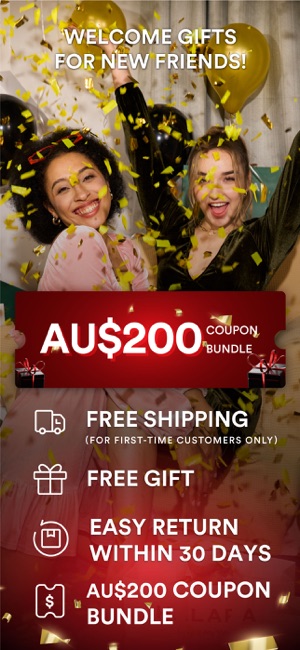 WELCOME GIFTS
FOR NEW FRIENDS!
AU$200 COUPON
BUNDLE
FREE SHIPPING
(FOR FIRST-TIME CUSTOMERS ONLY)
FREE GIFT
EASY RETURN
WITHIN 30 DAYS
$
AU$200 COUPON
BUNDLE